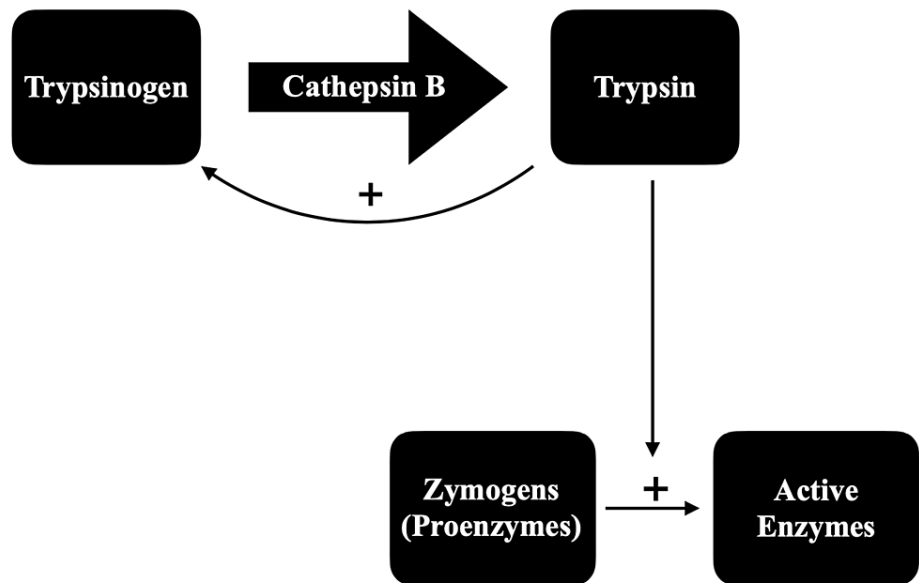 Trypsinogen
Cathepsin B
Trypsin
+
Zymogens
(Proenzymes)
+
Active
Enzymes